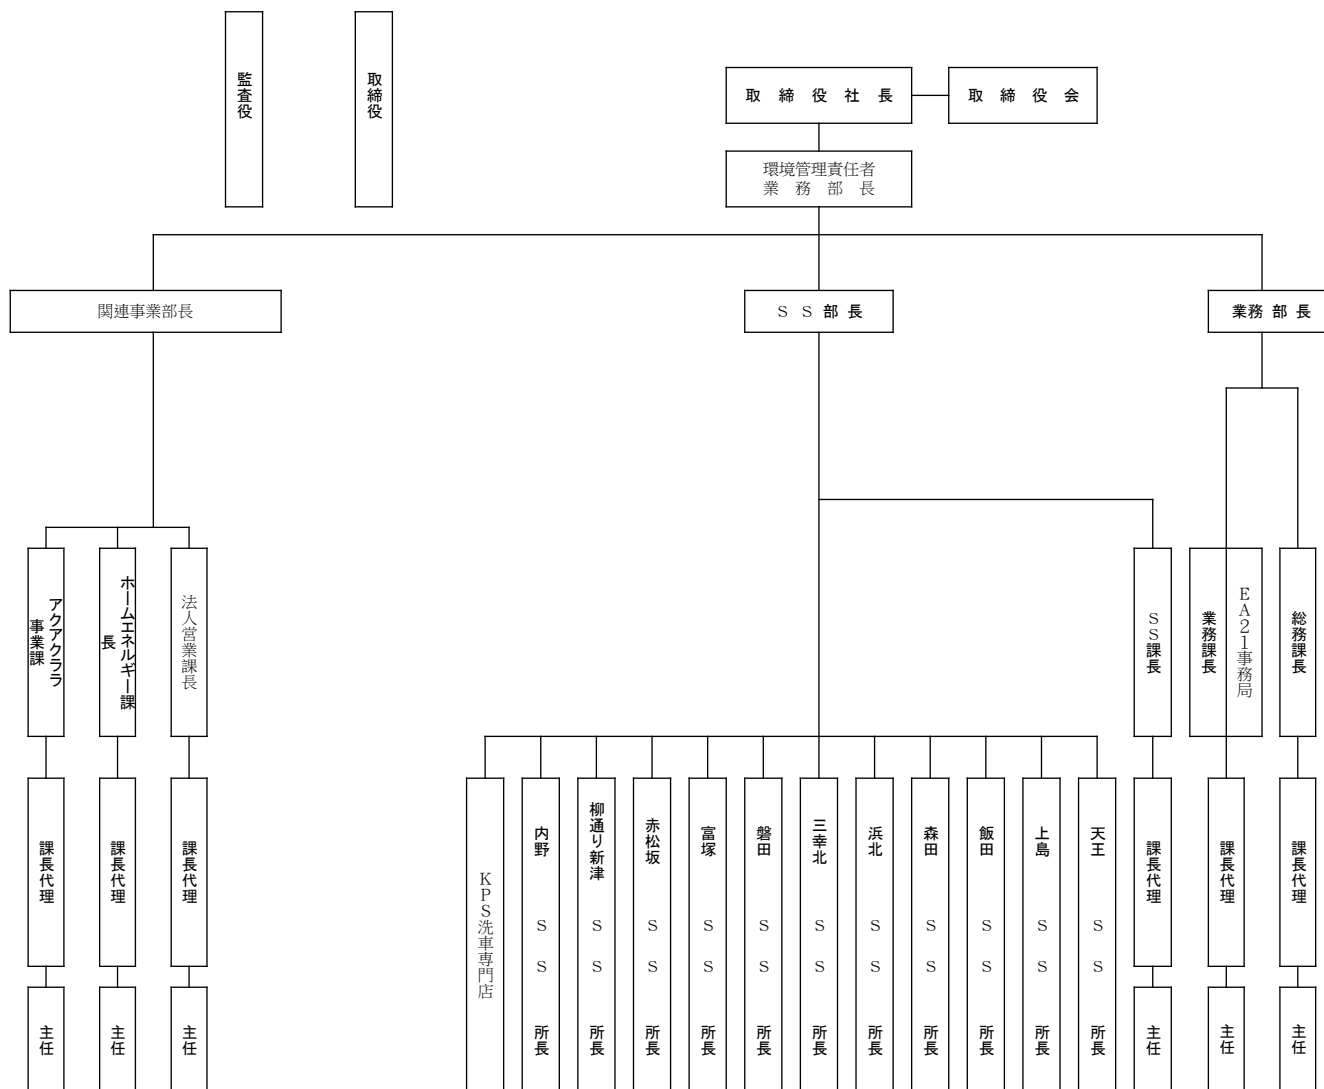 監査役
取締役
取締役社長
取締役会
環境管理責任者
業務部長
関連事業部長
ＳＳ部長
業務部長
アクアクララ
事業課
ホームエネルギー課
長
法人営業課長
ＳＳ課長
業務課長
ＥＡ２１事務局
総務課長
課長代理
課長代理
課長代理
ＫＰＳ洗車専門店
内野ＳＳ所長
柳通り新津ＳＳ所長
赤松坂ＳＳ所長
富塚ＳＳ所長
磐田ＳＳ所長
三幸北ＳＳ所長
浜北ＳＳ所長
森田ＳＳ所長
飯田ＳＳ所長
上島ＳＳ所長
天王ＳＳ所長
課長代理
課長代理
課長代理
主任
主任
主任
主任
主任
主任